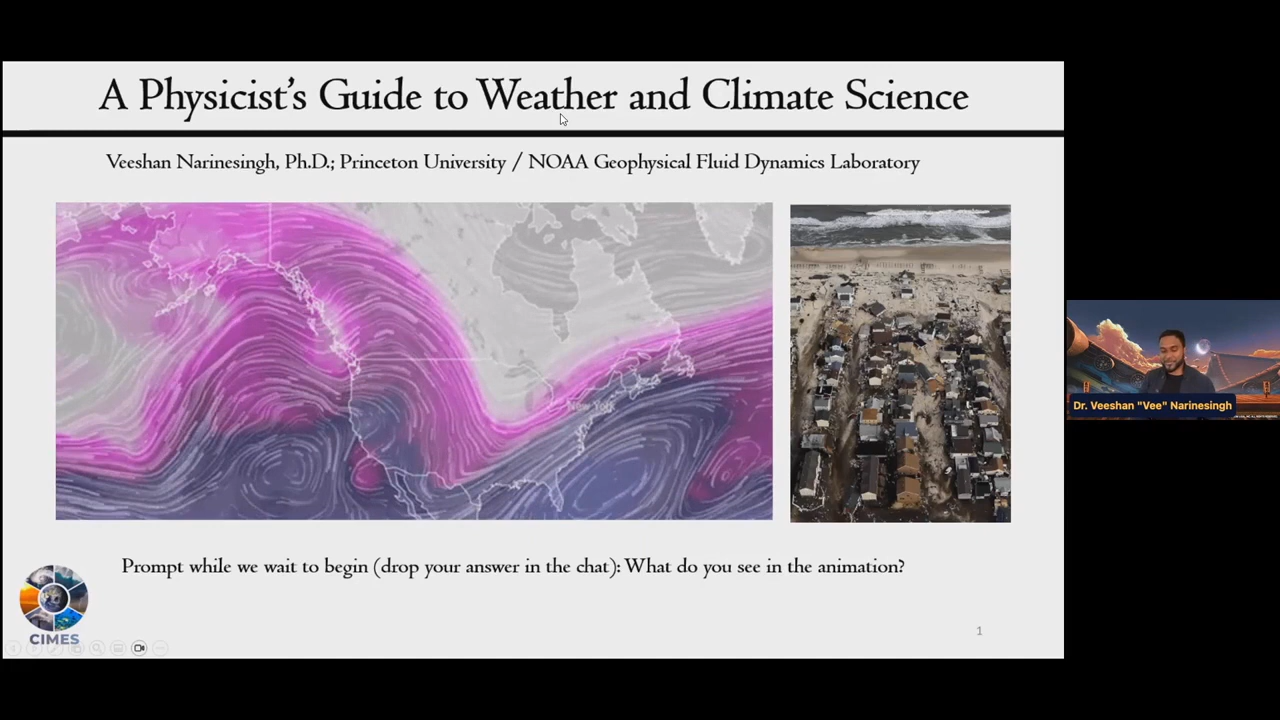 A Physicist's Guide to Weather and Climate Science
Veeshan Narinesingh, Ph.D.; Princeton University / NOAA Geophysical Fluid Dynamics Laboratory
New York
Prompt while we wait to begin (drop your answer in the chat): What do you see in the animation?
CIMES
1
Dr. Veeshan "Vee" Narinesingh